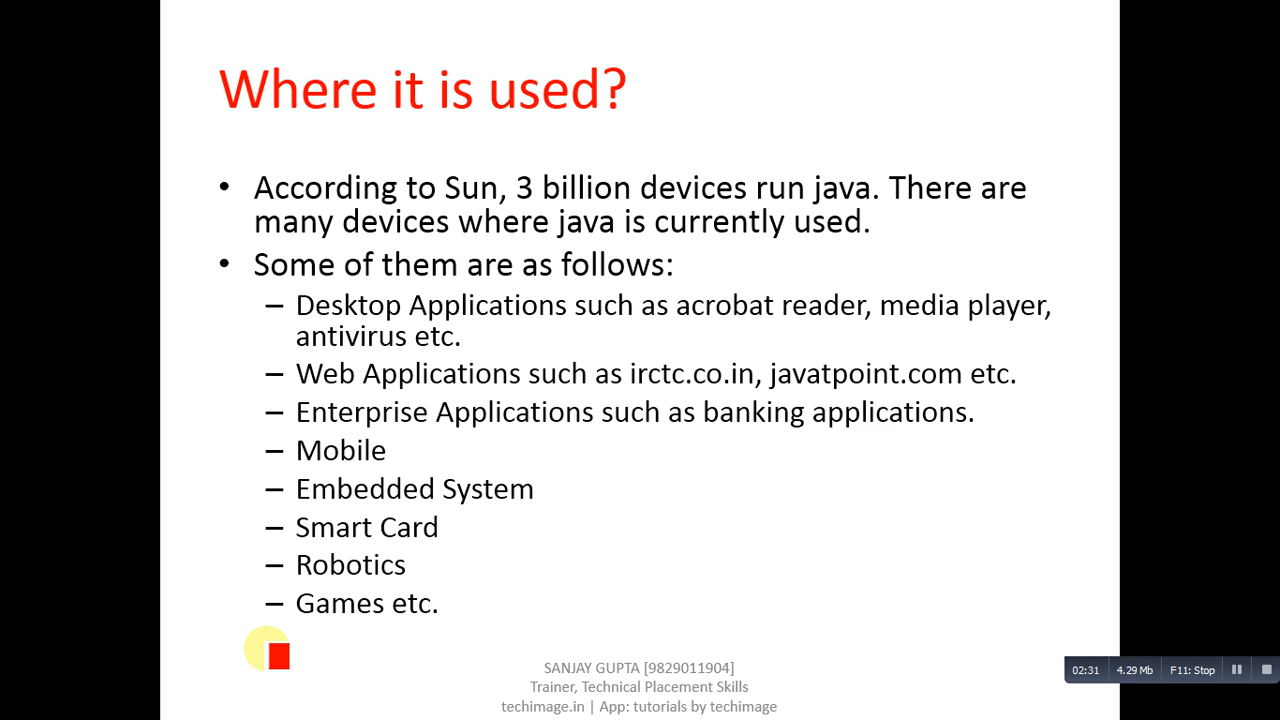 Where it is used?
• According to Sun, 3 billion devices run java. There are
many devices where java is currently used.
• Some of them are as follows:
– Desktop Applications such as acrobat reader, media player,
antivirus etc.
– Web Applications such as irctc.co.in, javatpoint.com etc.
– Enterprise Applications such as banking applications.
– Mobile
– Embedded System
– Smart Card
– Robotics
– Games etc.
SANJAY GUPTA [9829011904]
Trainer, Technical Placement Skills
techimage.in | App: tutorials by techimage
02:31 4.29 Mb F11: Stop